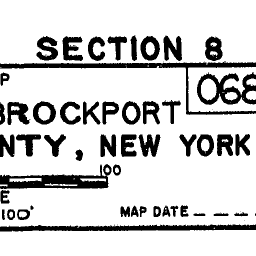 SECTION 8
P
068
BROCKPORT
NTY, NEW YORK
100
E
100'
MAP DATE _ _ _ _